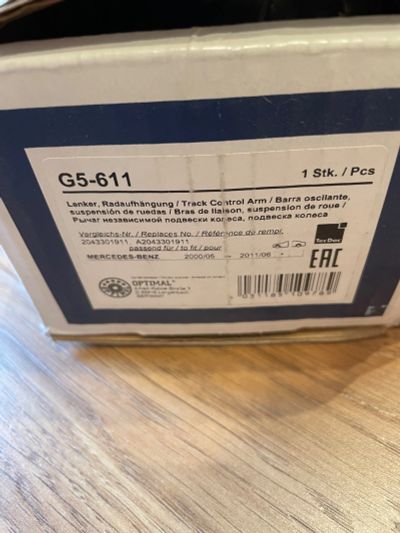 G5-611
1 Stk. / Pcs
Lenker, Radaufhängung / Track Control Arm / Barra oscilante,
suspensión de ruedas / Bras de liaison, suspension de roue /
Рычаг независимой подвески колеса, подвеска колеса
Vergleichs-Nr. / Replaces No. / Référence de rempl.
2043301911, A2043301911
passend für / to fit / pour
MERCEDES-BENZ 2000/05 - 2011/06
TecDoc
EAC
OPTIMAL